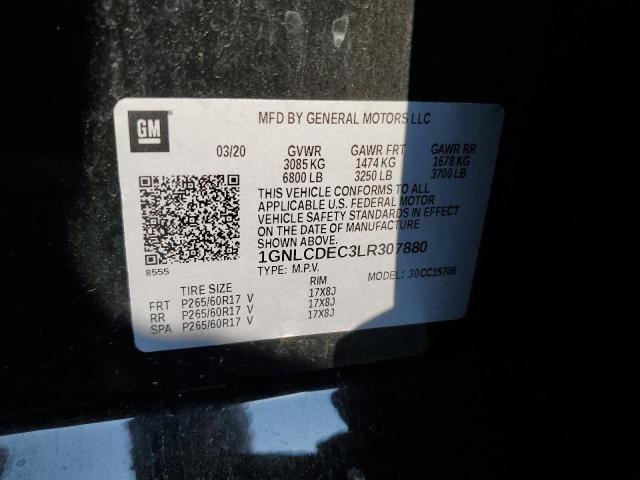 GM
MFD BY GENERAL MOTORS LLC
03/20 GVWR GAWR FRT GAWR RR
3085 KG 1474 KG 1678 KG
6800 LB 3250 LB 3700 LB
THIS VEHICLE CONFORMS TO ALL
APPLICABLE U.S. FEDERAL MOTOR
VEHICLE SAFETY STANDARDS IN EFFECT
ON THE DATE OF MANUFACTURE
SHOWN ABOVE.
1GNLCDEC3LR307880
8555
TYPE: M.P.V. MODEL: 30CC15706
TIRE SIZE RIM
FRT P265/60R17 V 17X8J
RR P265/60R17 V 17X8J
SPA P265/60R17 V 17X8J